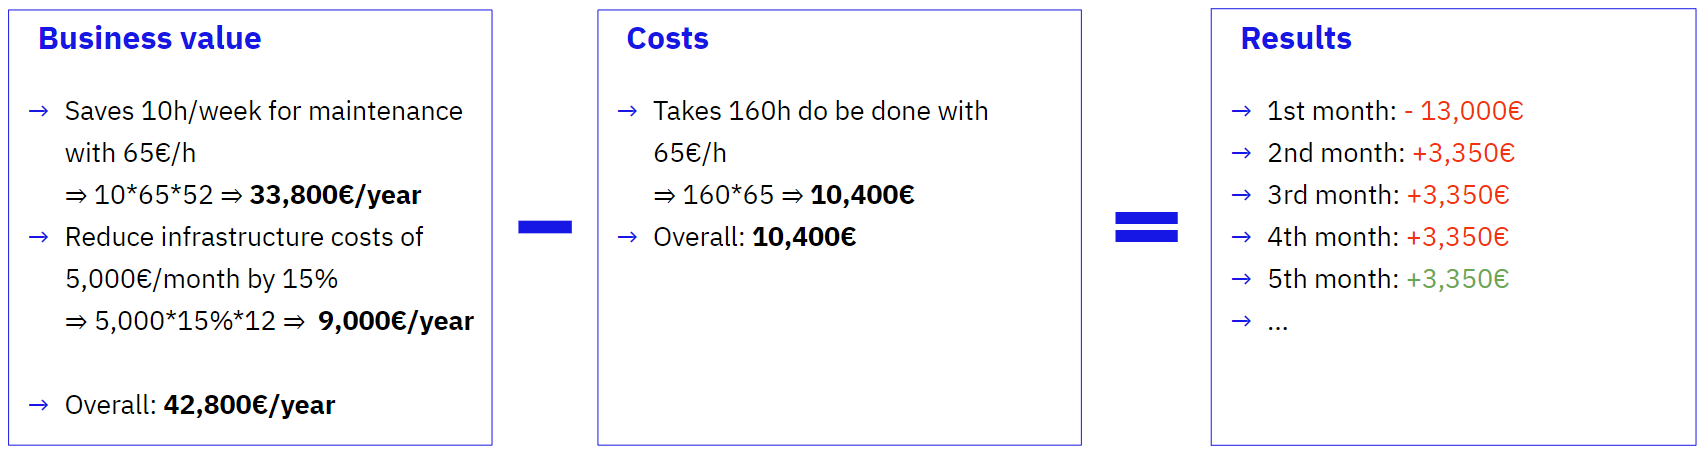 Business value
→ Saves 10h/week for maintenance
with 65€/h
⇒ 10*65*52 ⇒ 33,800€/year
→ Reduce infrastructure costs of
5,000€/month by 15%
⇒ 5,000*15%*12 ⇒ 9,000€/year
→ Overall: 42,800€/year
–
Costs
→ Takes 160h do be done with
65€/h
⇒ 160*65 ⇒ 10,400€
→ Overall: 10,400€
=
Results
→ 1st month: - 13,000€
→ 2nd month: +3,350€
→ 3rd month: +3,350€
→ 4th month: +3,350€
→ 5th month: +3,350€
→ ...